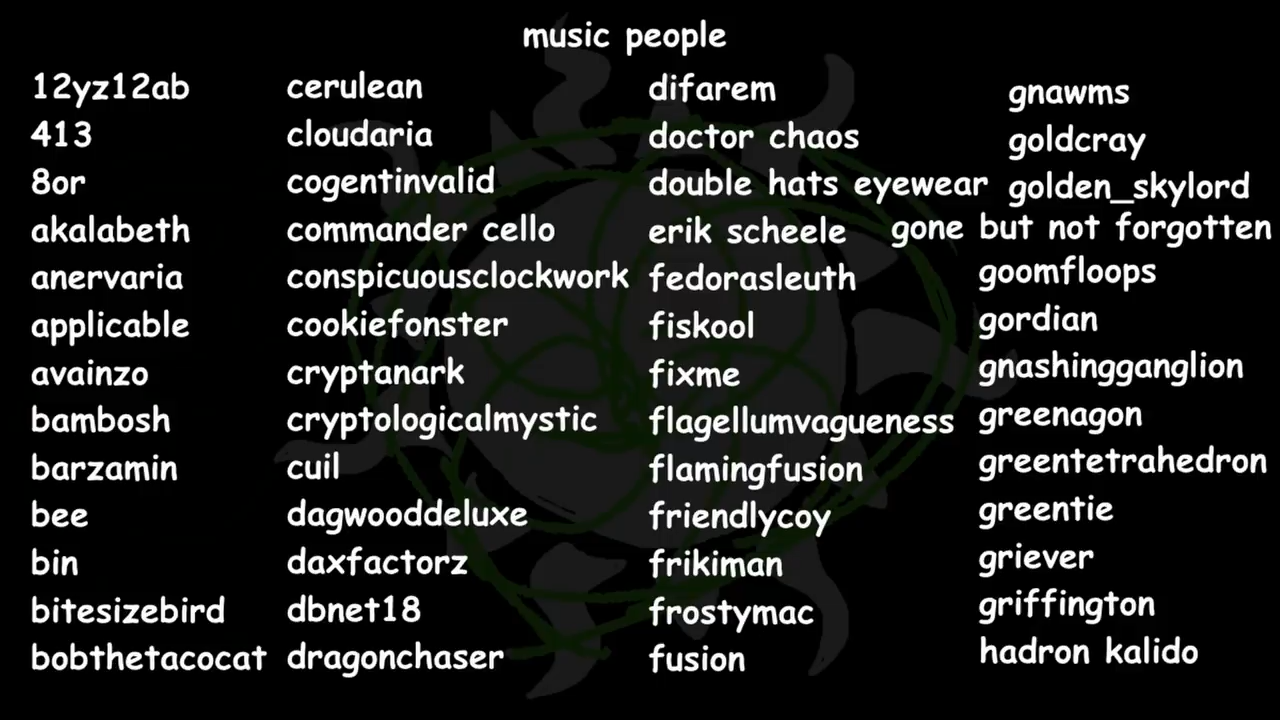 music people
12yz12ab
413
8or
akalabeth
anervaria
applicable
avainzo
bambosh
barzamin
bee
bin
bitesizebird
bobthetacocat
cerulean
cloudaria
cogentinvalid
commander cello
conspicuousclockwork
cookiefonster
cryptanark
cryptologicalmystic
cuil
dagwooddeluxe
daxfactorz
dbnet18
dragonchaser
difarem
doctor chaos
double hats eyewear
erik scheele
fedorasleuth
fiskool
fixme
flagellumvagueness
flamingfusion
friendlycoy
frikiman
frostymac
fusion
gnawms
goldcray
golden_skylord
gone but not forgotten
goomfloops
gordian
gnashingganglion
greenagon
greentetrahedron
greentie
griever
griffington
hadron kalido